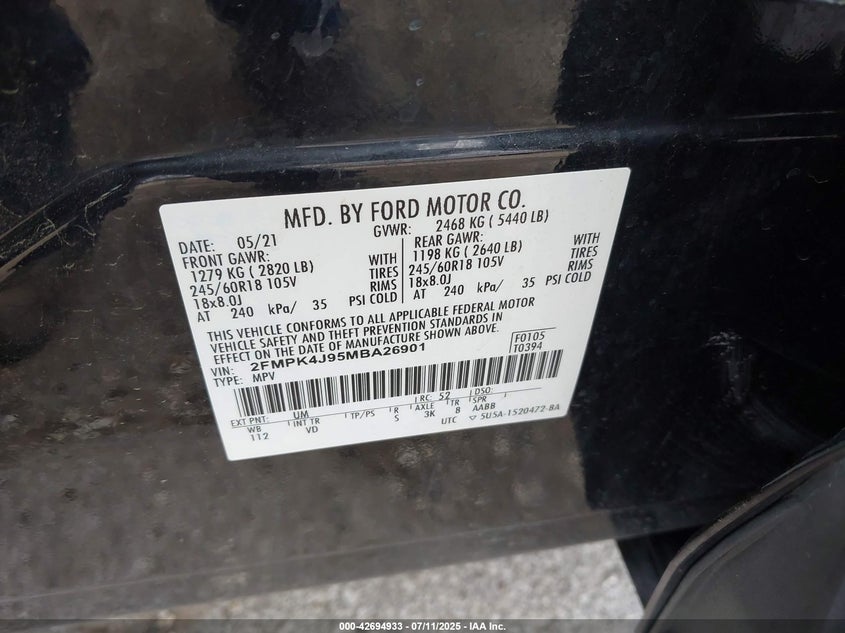 MFD. BY FORD MOTOR CO.
DATE: 05/21
GVWR: 2468 KG ( 5440 LB)
FRONT GAWR:
1279 KG ( 2820 LB) WITH
245/60R18 105V TIRES
18x8.0J RIMS
AT 240 kPa/ 35 PSI COLD
REAR GAWR:
1198 KG ( 2640 LB) WITH
245/60R18 105V TIRES
18x8.0J RIMS
AT 240 kPa/ 35 PSI COLD
THIS VEHICLE CONFORMS TO ALL APPLICABLE FEDERAL MOTOR
VEHICLE SAFETY AND THEFT PREVENTION STANDARDS IN
EFFECT ON THE DATE OF MANUFACTURE SHOWN ABOVE.
VIN: 2FMPK4J95MBA26901
TYPE: MPV
F0105
T0394
EXT PNT: UM RC: 52 DSO:
WB INT TR TP/PS R AXLE TR SPR
112 VD S 3K 8 AABB
UTC 5U5A-1520472-BA
000-42694933 / 07/11/2025 - IAA Inc.